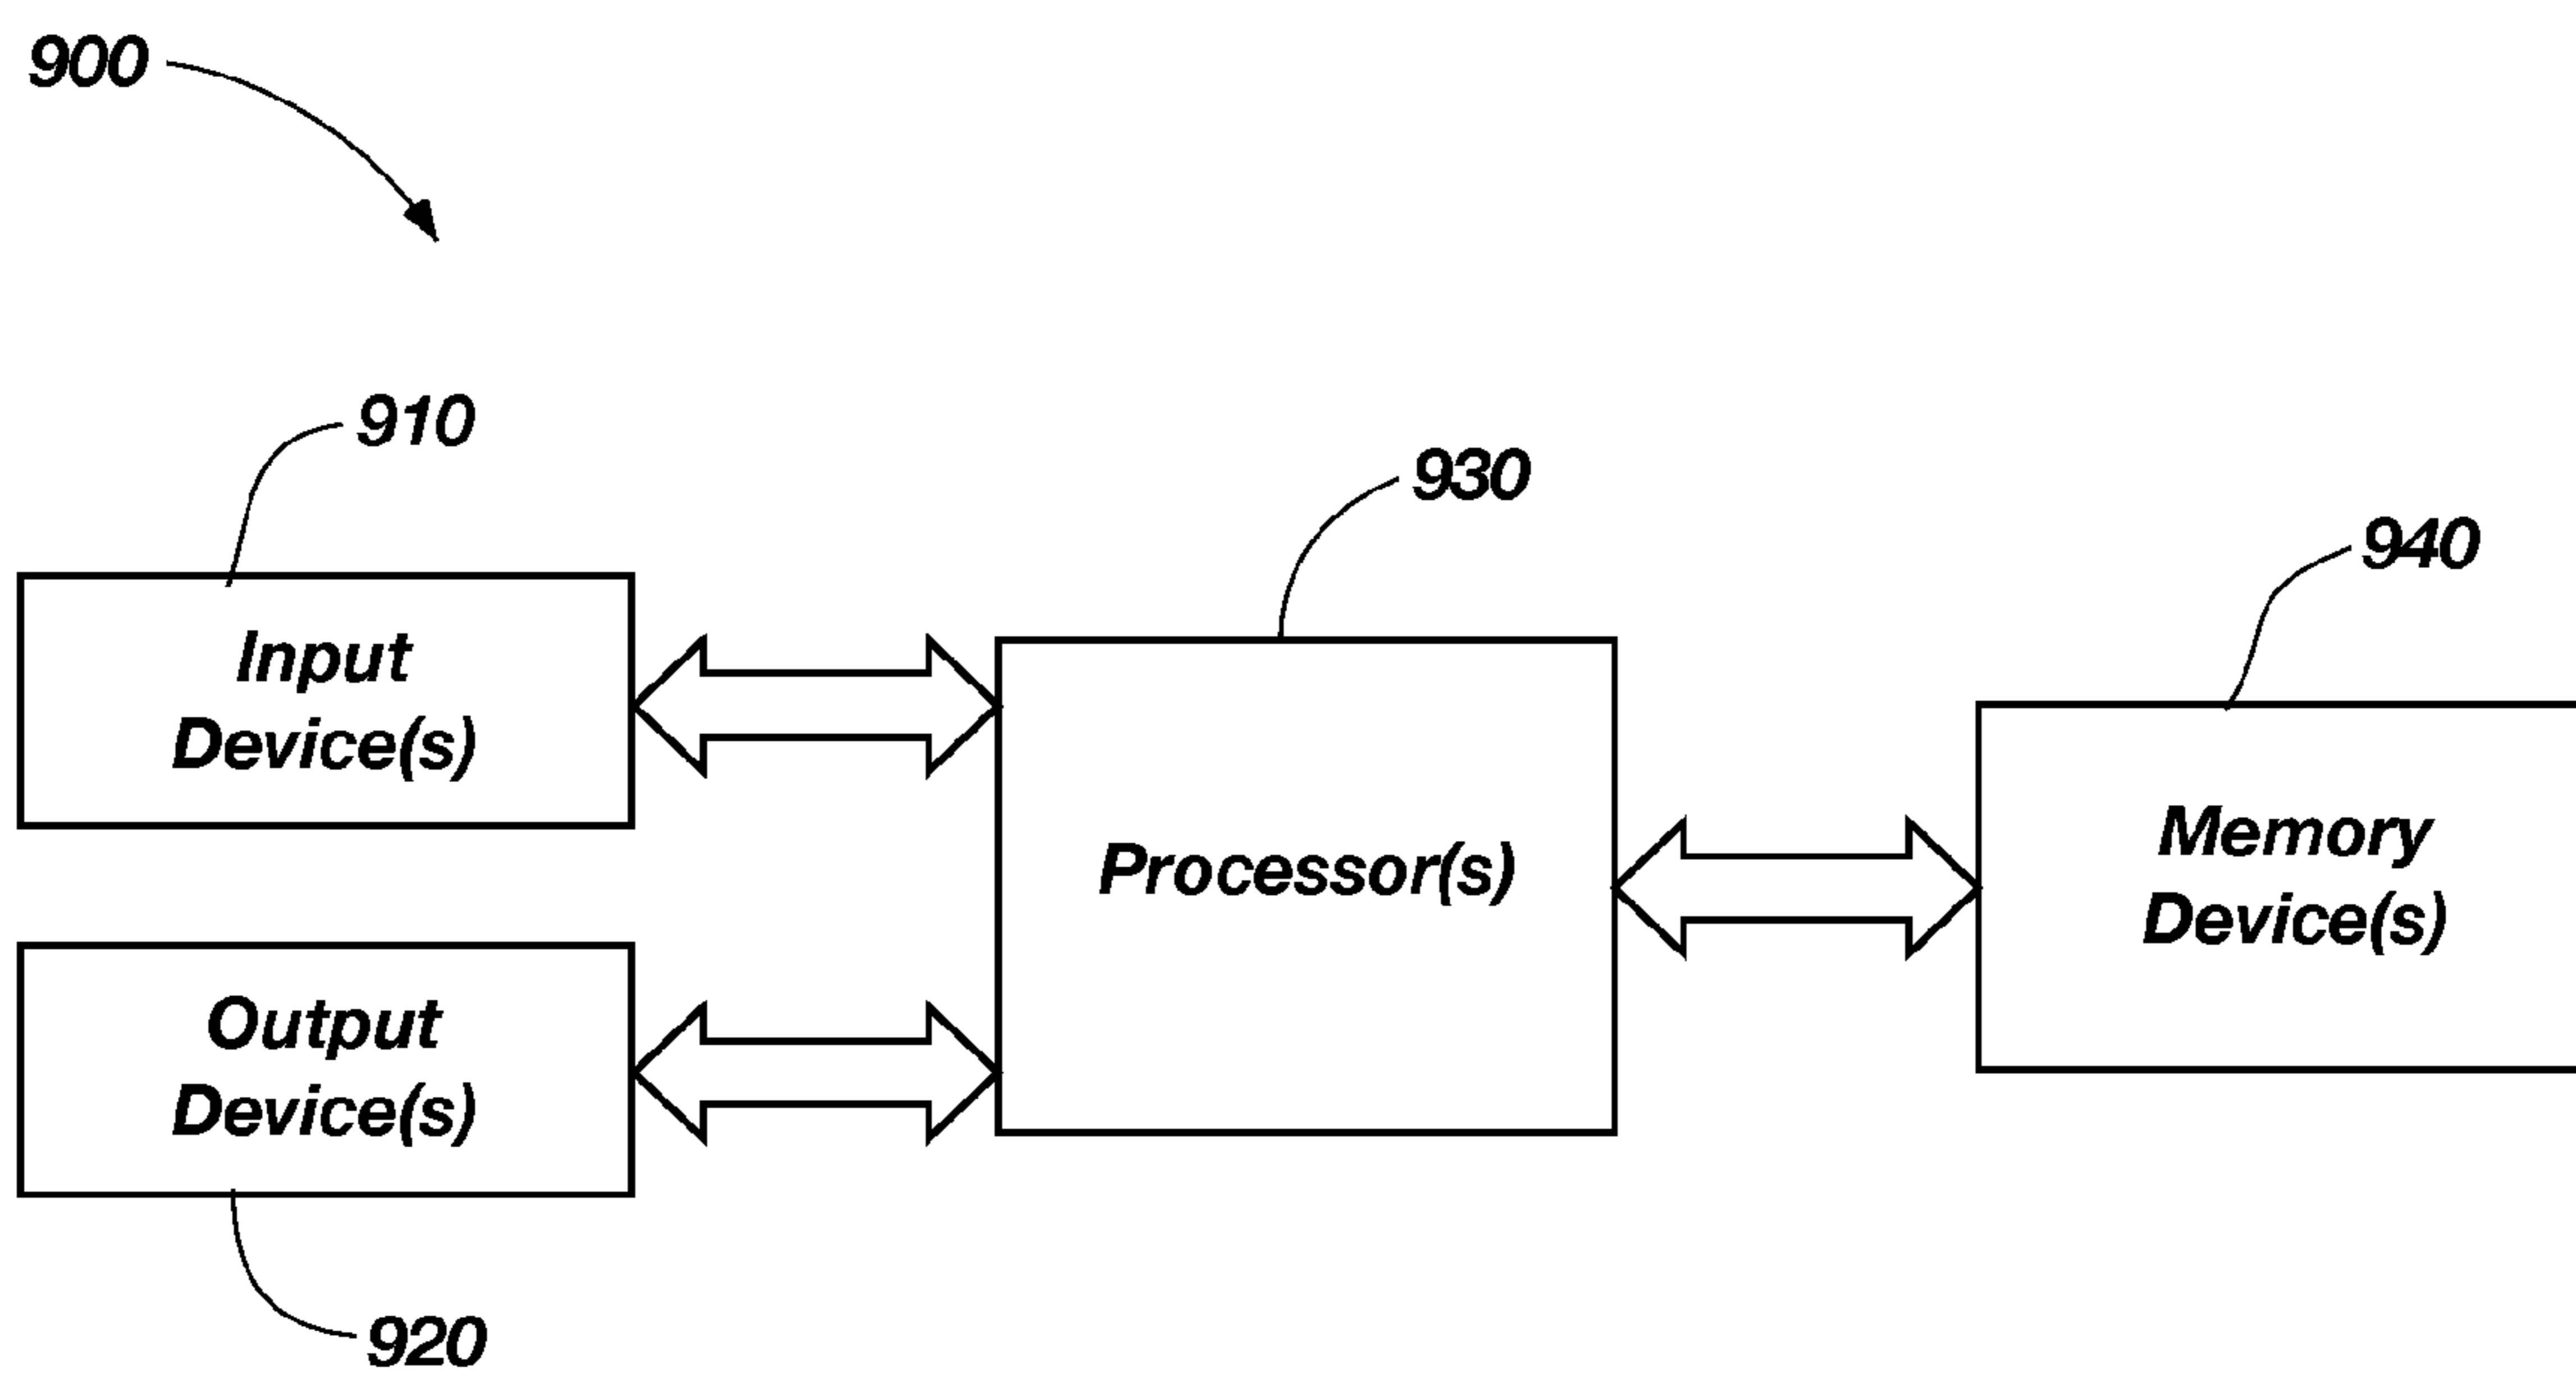 900
910
930
940
Input
Device(s)
Processor(s)
Memory
Device(s)
Output
Device(s)
920